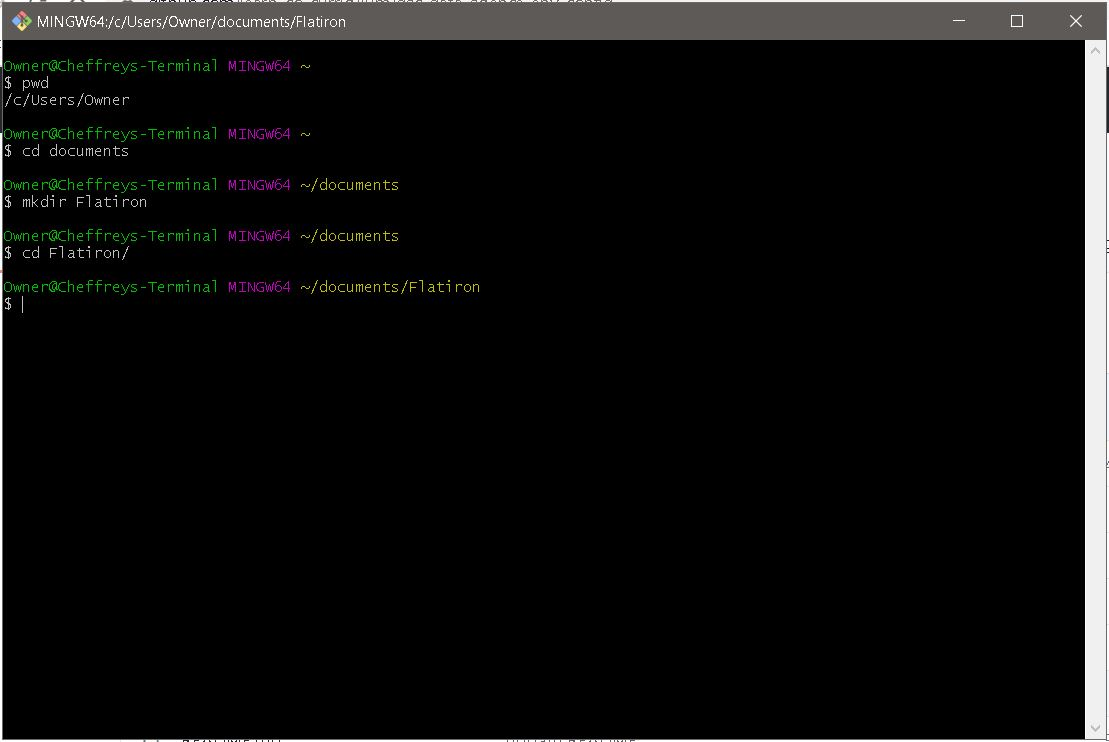 MINGW64:/c/Users/Owner/documents/Flatiron
Owner@Cheffreys-Terminal MINGW64 ~
$ pwd
/c/Users/Owner
Owner@Cheffreys-Terminal MINGW64 ~
$ cd documents
Owner@Cheffreys-Terminal MINGW64 ~/documents
$ mkdir Flatiron
Owner@Cheffreys-Terminal MINGW64 ~/documents
$ cd Flatiron/
Owner@Cheffreys-Terminal MINGW64 ~/documents/Flatiron
$